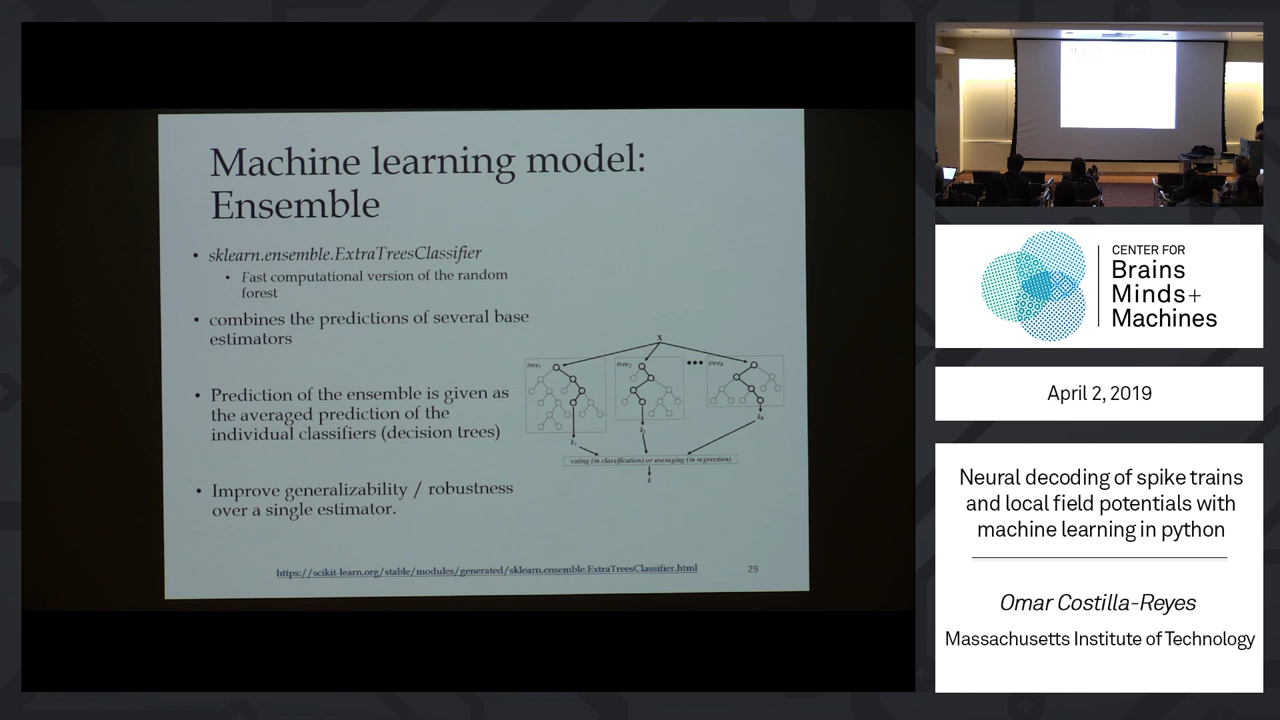 Machine learning model:
Ensemble
• sklearn.ensemble.ExtraTreesClassifier
• Fast computational version of the random
forest
• combines the predictions of several base
estimators
• Prediction of the ensemble is given as
the averaged prediction of the
individual classifiers (decision trees)
• Improve generalizability / robustness
over a single estimator.
X
tree₁
tree₂
•••
k₁
voting (in classification) or averaging (in regression)
k
https://scikit-learn.org/stable/modules/generated/sklearn.ensemble.ExtraTreesClassifier.html
29
CENTER FOR
Brains
Minds+
Machines
April 2, 2019
Neural decoding of spike trains
and local field potentials with
machine learning in python
Omar Costilla-Reyes
Massachusetts Institute of Technology